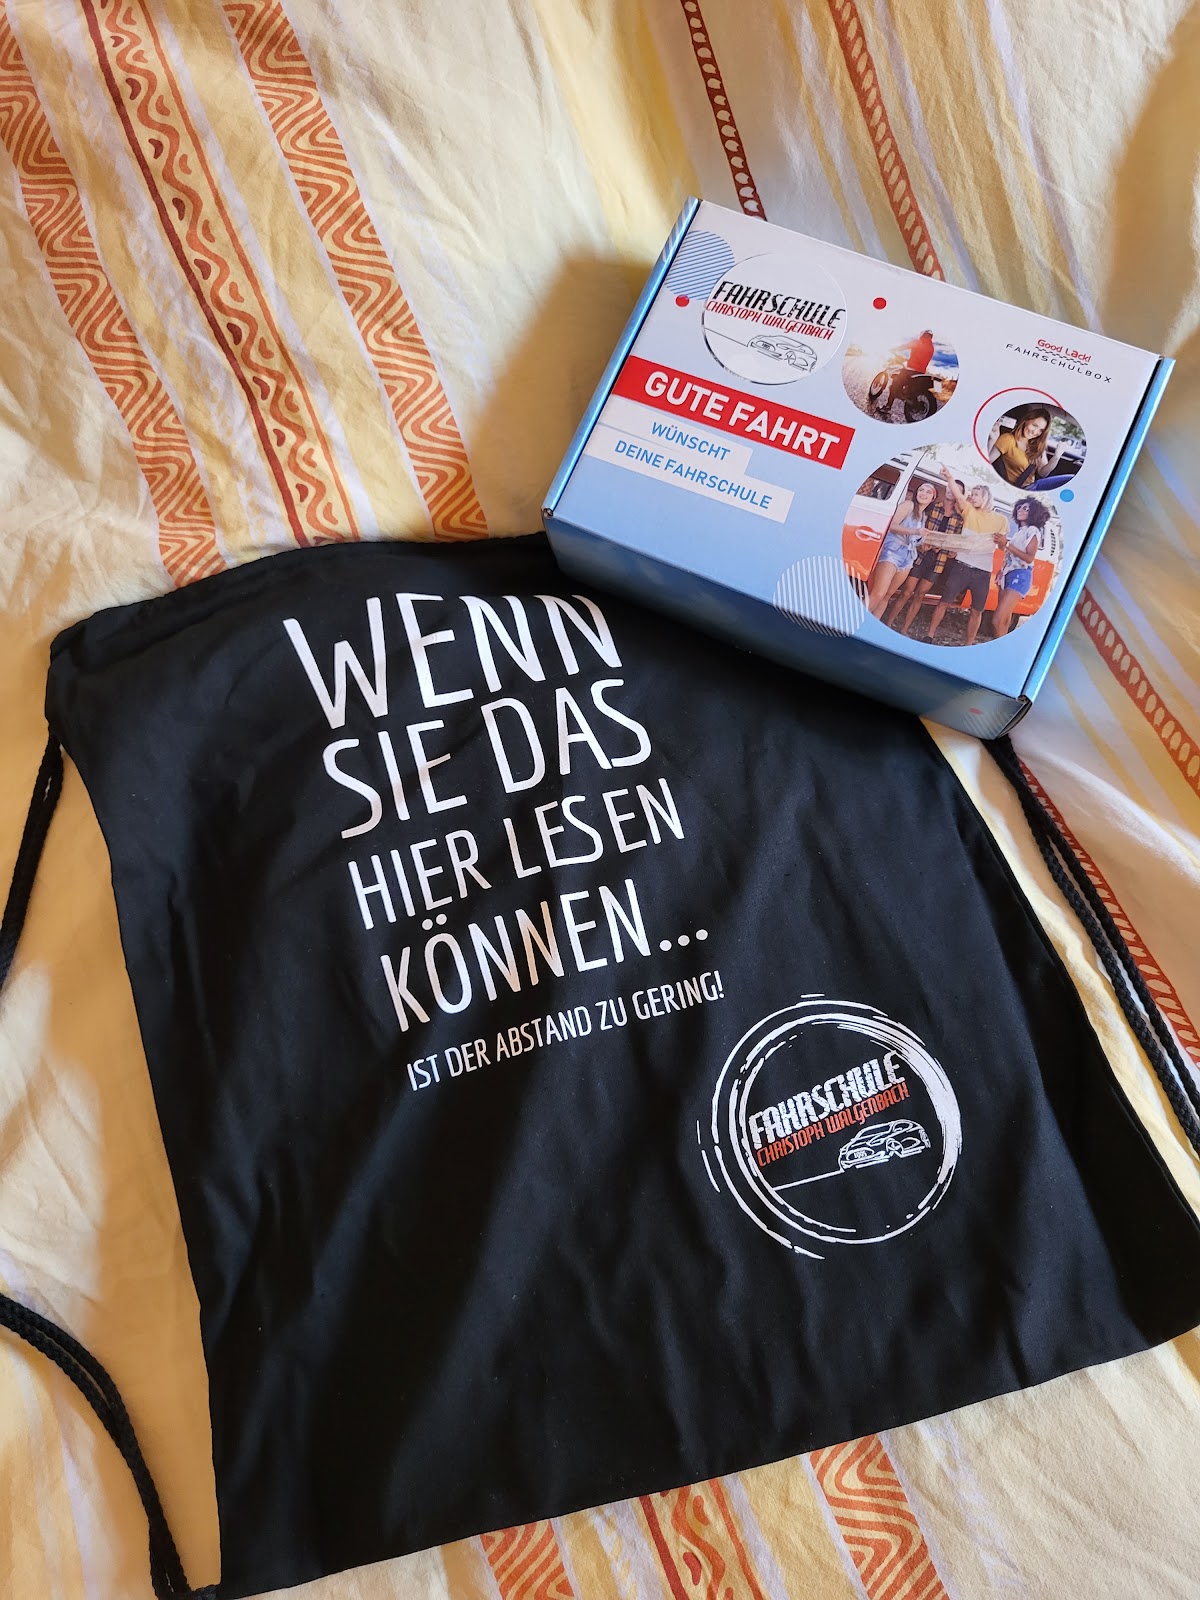 FAHRSCHULE
CHRISTOPH WALGENBACH
Good Lack!
FAHRSCHULBOX
GUTE FAHRT
WÜNSCHT
DEINE FAHRSCHULE
WENN
SIE DAS
HIER LESEN
KÖNNEN...
IST DER ABSTAND ZU GERING!
FAHRSCHULE
CHRISTOPH WALGENBACH